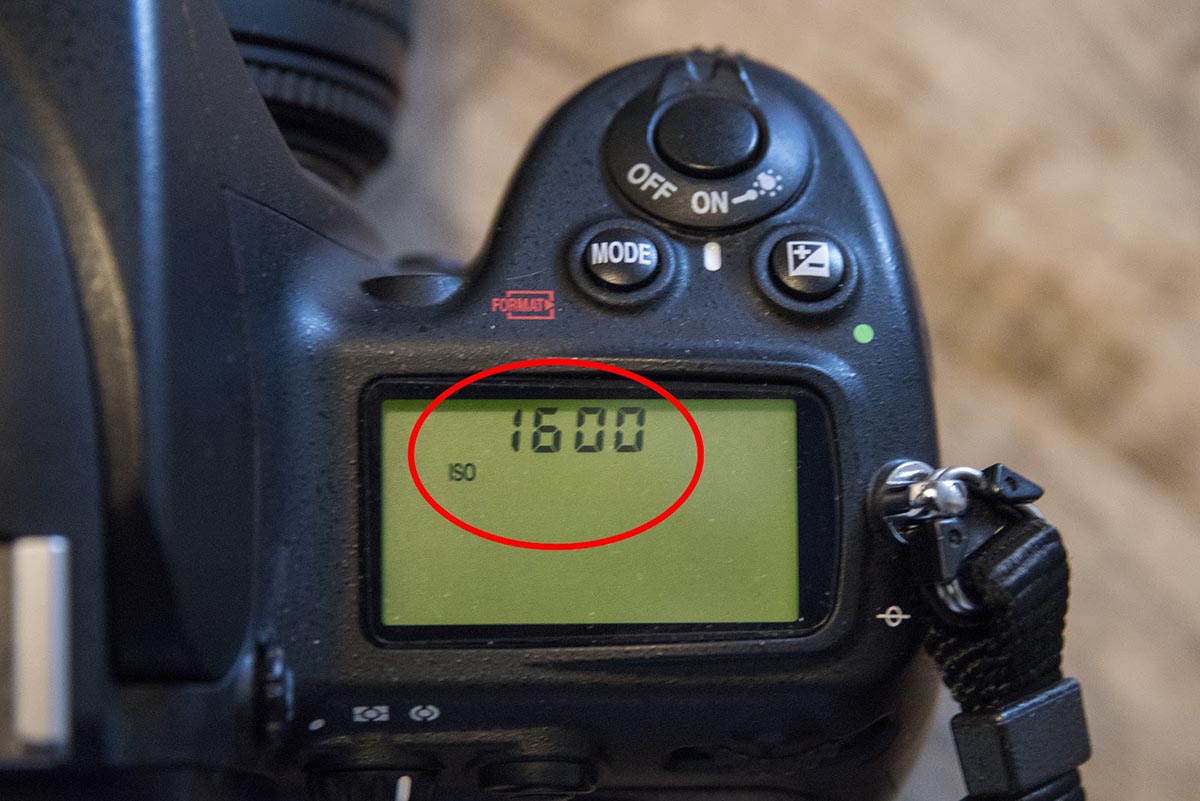 OFF ON
MODE
FORMAT
1600
ISO